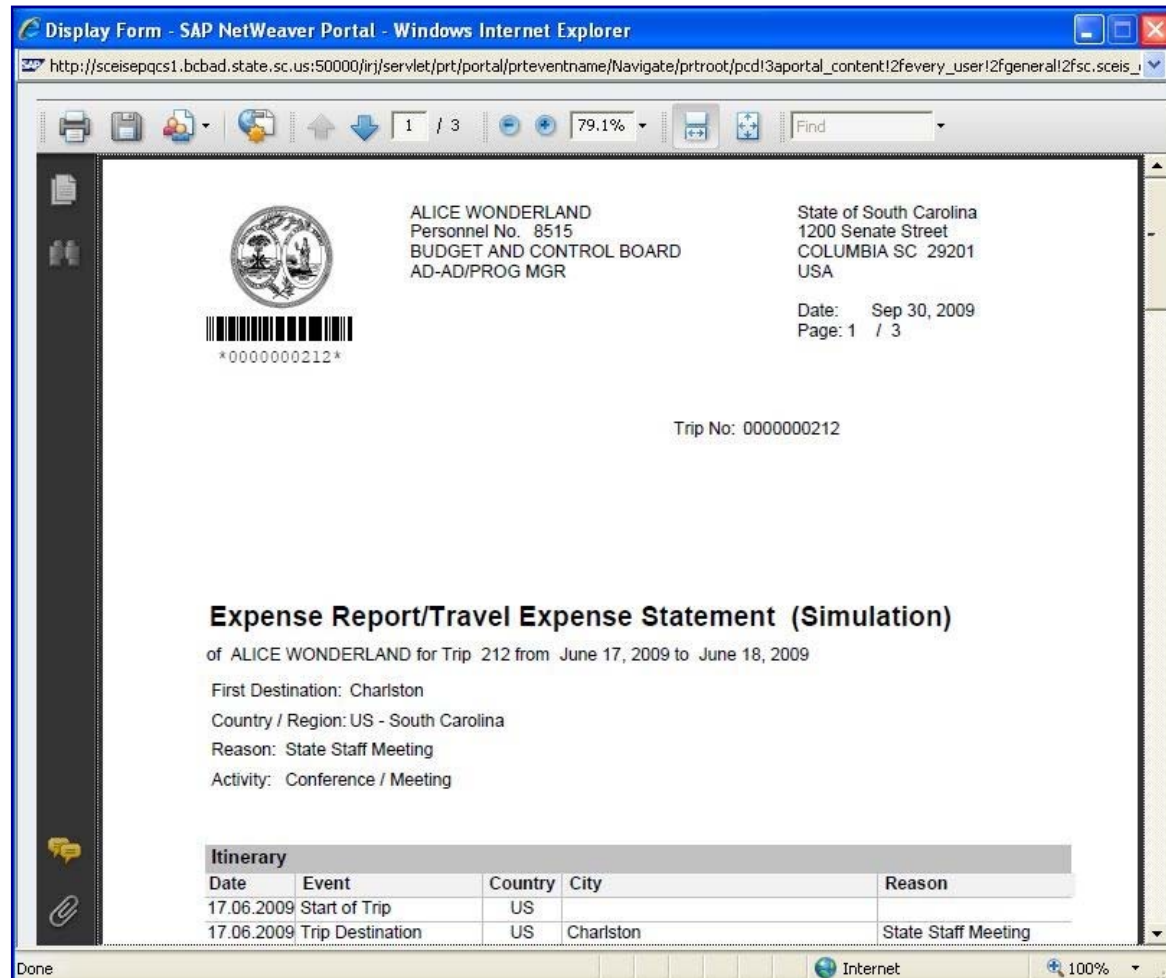 Display Form - SAP NetWeaver Portal - Windows Internet Explorer
http://sceisepqcs1.bcbad.state.sc.us:50000/irj/servlet/prt/portal/prteventname/Navigate/prtroot/pcd!3aportal_content!2fevery_user!2fgeneral!2fsc.sceis_
1 / 3 79.1% Find
ALICE WONDERLAND
Personnel No. 8515
BUDGET AND CONTROL BOARD
AD-AD/PROG MGR
State of South Carolina
1200 Senate Street
COLUMBIA SC 29201
USA
Date: Sep 30, 2009
Page: 1 / 3
*0000000212*
Trip No: 0000000212
Expense Report/Travel Expense Statement (Simulation)
of ALICE WONDERLAND for Trip 212 from June 17, 2009 to June 18, 2009
First Destination: Charlston
Country / Region: US - South Carolina
Reason: State Staff Meeting
Activity: Conference / Meeting
Itinerary
Date Event Country City Reason
17.06.2009 Start of Trip US
17.06.2009 Trip Destination US Charlston State Staff Meeting
Done Internet 100%